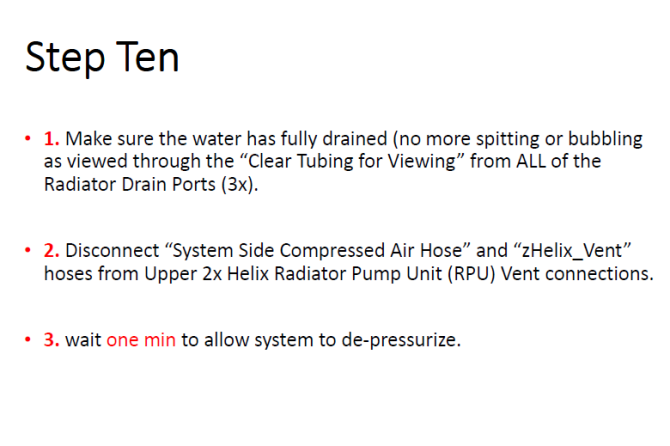 Step Ten
• 1. Make sure the water has fully drained (no more spitting or bubbling
as viewed through the “Clear Tubing for Viewing” from ALL of the
Radiator Drain Ports (3x).
• 2. Disconnect “System Side Compressed Air Hose” and “zHelix_Vent”
hoses from Upper 2x Helix Radiator Pump Unit (RPU) Vent connections.
• 3. wait one min to allow system to de-pressurize.